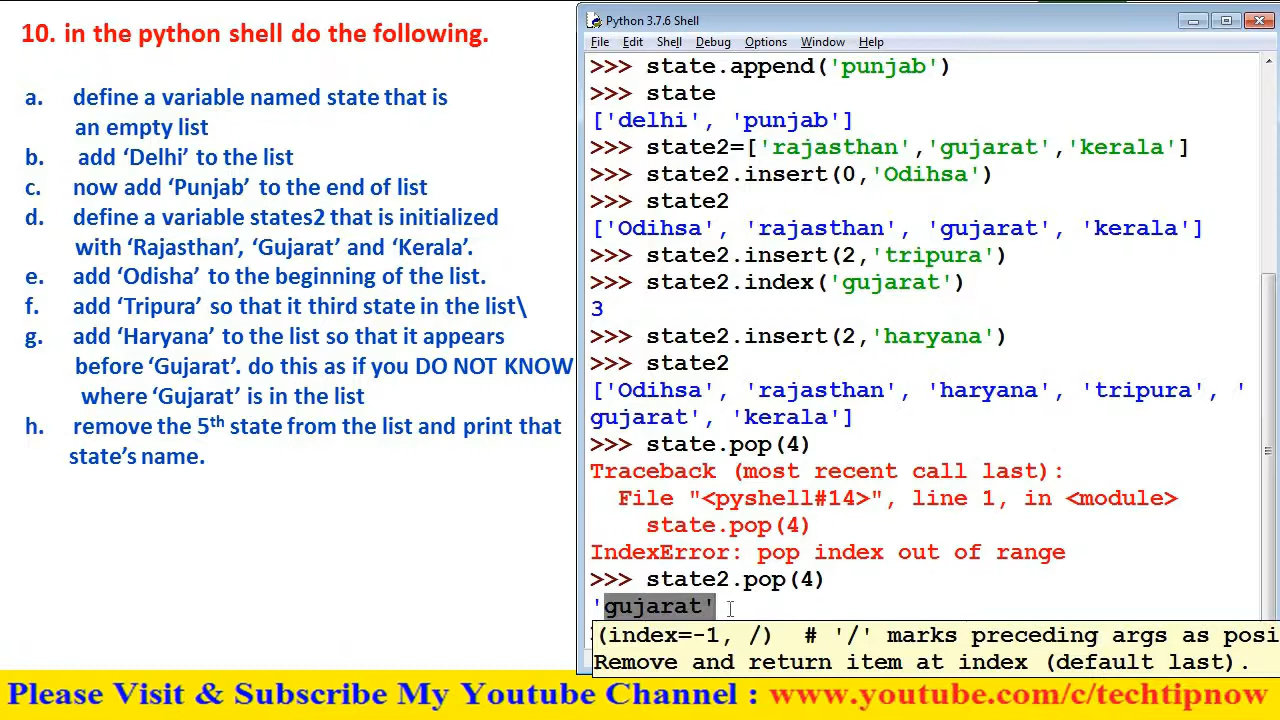 10. in the python shell do the following.
a. define a variable named state that is
an empty list
b. add ‘Delhi’ to the list
c. now add ‘Punjab’ to the end of list
d. define a variable states2 that is initialized
with ‘Rajasthan’, ‘Gujarat’ and ‘Kerala’.
e. add ‘Odisha’ to the beginning of the list.
f. add ‘Tripura’ so that it third state in the list\
g. add ‘Haryana’ to the list so that it appears
before ‘Gujarat’. do this as if you DO NOT KNOW
where ‘Gujarat’ is in the list
h. remove the 5th state from the list and print that
state’s name.
Python 3.7.6 Shell
File Edit Shell Debug Options Window Help
>>> state.append('punjab')
>>> state
['delhi', 'punjab']
>>> state2=['rajasthan','gujarat','kerala']
>>> state2.insert(0,'Odihsa')
>>> state2
['Odihsa', 'rajasthan', 'gujarat', 'kerala']
>>> state2.insert(2,'tripura')
>>> state2.index('gujarat')
3
>>> state2.insert(2,'haryana')
>>> state2
['Odihsa', 'rajasthan', 'haryana', 'tripura', '
gujarat', 'kerala']
>>> state.pop(4)
Traceback (most recent call last):
File "<pyshell#14>", line 1, in <module>
state.pop(4)
IndexError: pop index out of range
>>> state2.pop(4)
'gujarat'
(index=-1, /) # '/' marks preceding args as posi
Remove and return item at index (default last).
Please Visit & Subscribe My Youtube Channel : www.youtube.com/c/techtipnow